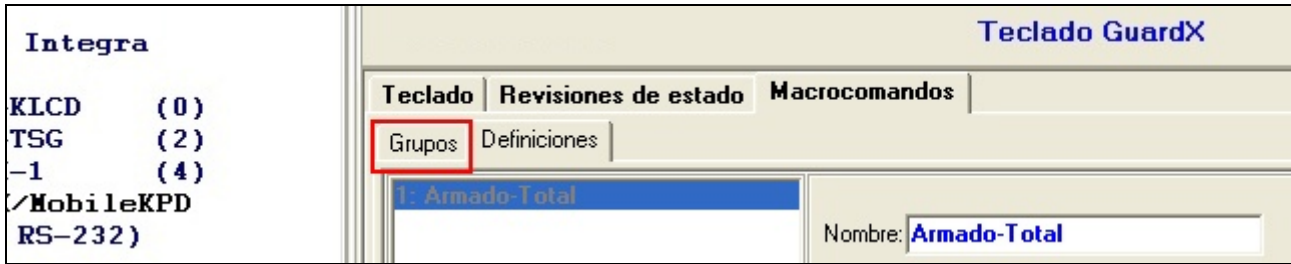 Integra
KLCD (0)
TSG (2)
-1 (4)
/MobileKPD
RS-232)
Teclado GuardX
Teclado Revisiones de estado Macrocomandos
Grupos Definiciones
1: Armado-Total
Nombre: Armado-Total